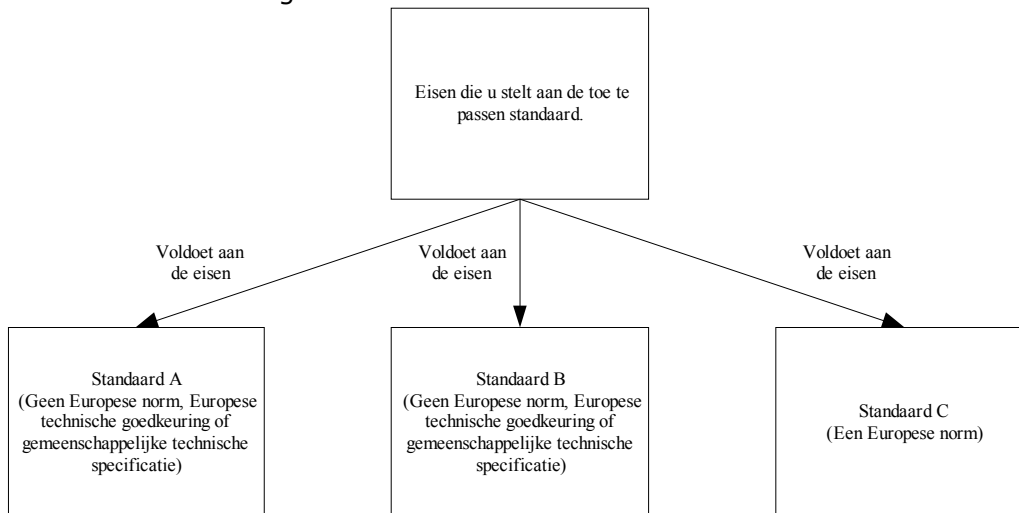 g
Eisen die u stelt aan de toe te
passen standaard.
Voldoet aan
de eisen
Voldoet aan
de eisen
Voldoet aan
de eisen
Standaard A
(Geen Europese norm, Europese
technische goedkeuring of
gemeenschappelijke technische
specificatie)
Standaard B
(Geen Europese norm, Europese
technische goedkeuring of
gemeenschappelijke technische
specificatie)
Standaard C
(Een Europese norm)